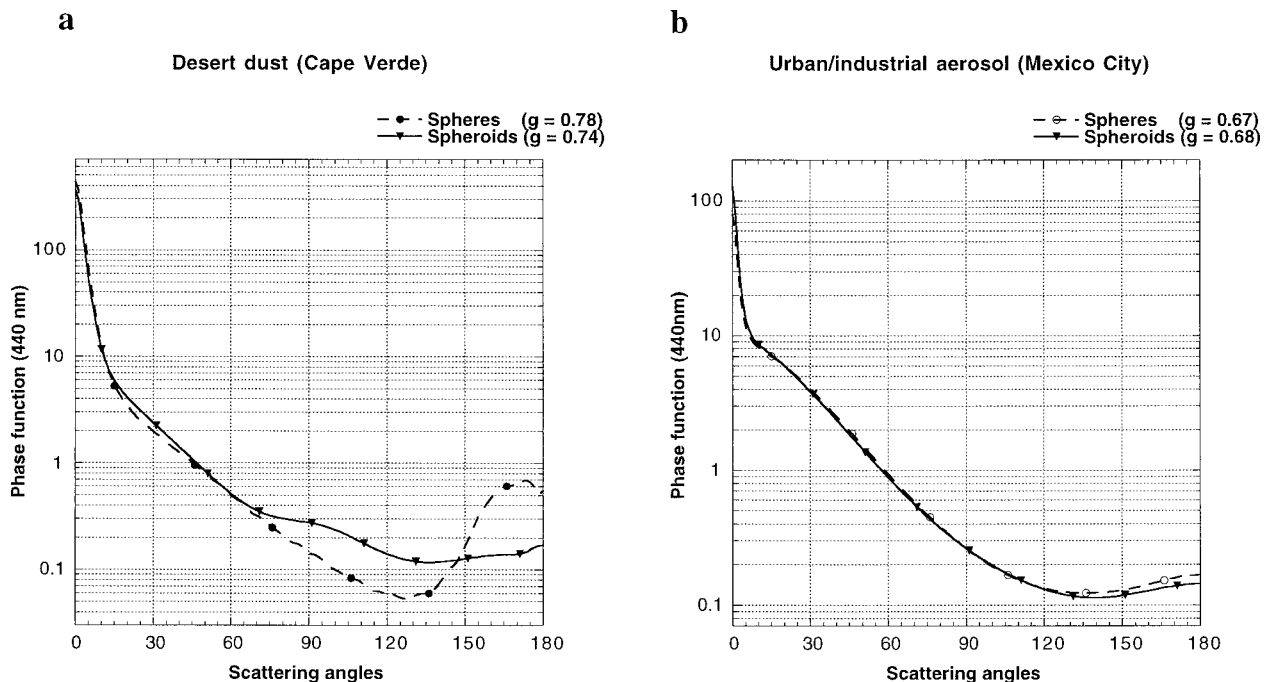 a
Desert dust (Cape Verde)
Spheres (g = 0.78)
Spheroids (g = 0.74)
Phase function (440 nm)
100
10
1
0.1
0 30 60 90 120 150 180
Scattering angles
b
Urban/industrial aerosol (Mexico City)
Spheres (g = 0.67)
Spheroids (g = 0.68)
Phase function (440nm)
100
10
1
0.1
0 30 60 90 120 150 180
Scattering angles